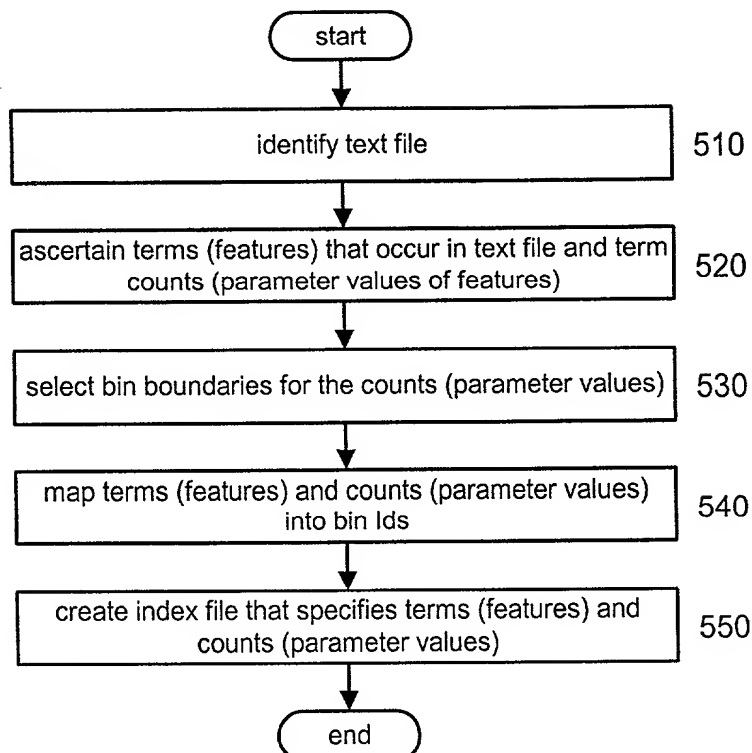 start
identify text file
510
ascertain terms (features) that occur in text file and term
counts (parameter values of features)
520
select bin boundaries for the counts (parameter values)
530
map terms (features) and counts (parameter values)
into bin Ids
540
create index file that specifies terms (features) and
counts (parameter values)
550
end